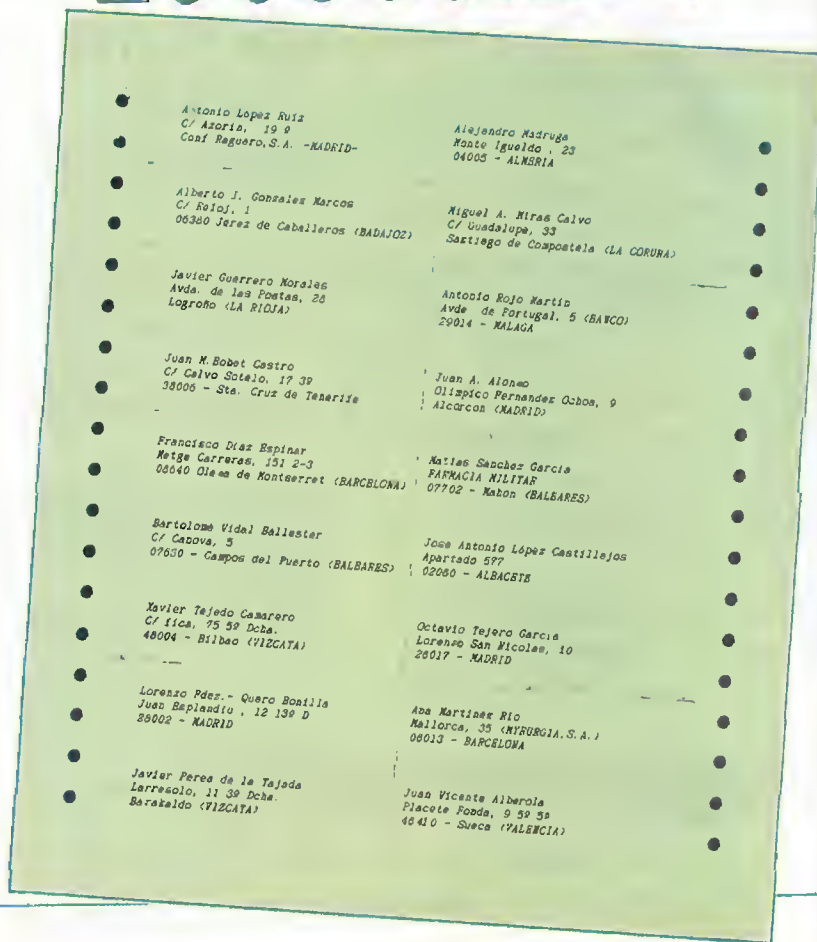 Antonio Lopez Ruiz
C/ Azorin, 19 º
Coni Raguero, S.A. -MADRID-
Alberto J. Gonzalez Marcos
C/ Reloj, 1
06380 Jerez de Caballeros (BADAJOZ)
Javier Guerrero Morales
Avda. de las Postas, 28
Logroño (LA RIOJA)
Juan M. Bobet Castro
C/ Calvo Sotelo, 17 3º
38006 - Sta. Cruz de Tenerife
Francisco Diaz Espinar
Metge Carreras, 151 2-3
08640 Olesa de Montserret (BARCELONA)
Bartolome Vidal Ballester
C/ Canova, 5
07630 - Campos del Puerto (BALEARES)
Xavier Tejedo Camarero
C/ 75 5º Dcha.
48004 - Bilbao (VIZCAYA)
Lorenzo Pdez.- Quero Bonilla
Juan Esplandiu , 12 13º D
28002 - MADRID
Javier Perea de la Tajada
Larresolo, 11 3º Dcha.
Barakaldo (VIZCAYA)
Alejandro Madruga
Monte Igueldo , 23
04005 - ALMERIA
Miguel A. Miras Calvo
C/ Guadalupe, 33
Santiago de Compostela (LA CORUÑA)
Antonio Rojo Martin
Avde de Portugal, 5 (BANCO)
29014 - MALAGA
Juan A. Alonso
Olimpico Fernandez Ochoa, 9
Alcorcon (MADRID)
Matias Sanchez Garcia
FARMACIA MILITAR
07702 - Mahon (BALEARES)
Jose Antonio López Castillejos
Apartado 577
02080 - ALBACETE
Octavio Tejero Garcia
Lorenzo San Nicolas, 10
28017 - MADRID
Ana Martinez Rio
Mallorca, 35 (MYRURGIA, S.A.)
08013 - BARCELONA
Juan Vicente Alberola
Placete Fonda, 9 5º 5ª
46410 - Sueca (VALENCIA)